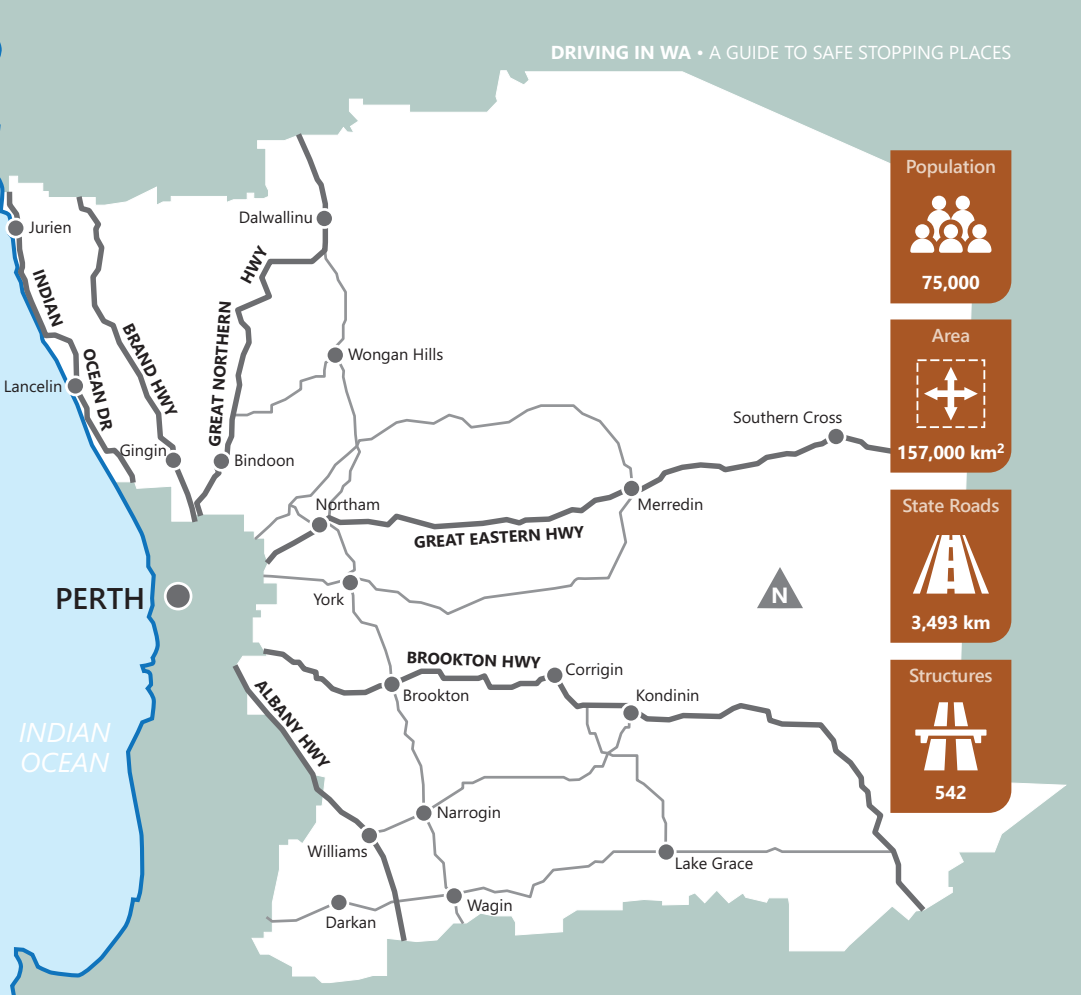 DRIVING IN WA • A GUIDE TO SAFE STOPPING PLACES
Population
75,000
Area
157,000 km²
State Roads
3,493 km
Structures
542
Dalwallinu
Jurien
HWY
INDIAN
GREAT NORTHERN
BRAND HWY
OCEAN DR
Wongan Hills
Lancelin
Southern Cross
Gingin
Bindoon
Northam
Merredin
GREAT EASTERN HWY
PERTH
York
N
BROOKTON HWY
Corrigin
Brookton
Kondinin
ALBANY HWY
INDIAN
OCEAN
Narrogin
Williams
Lake Grace
Wagin
Darkan